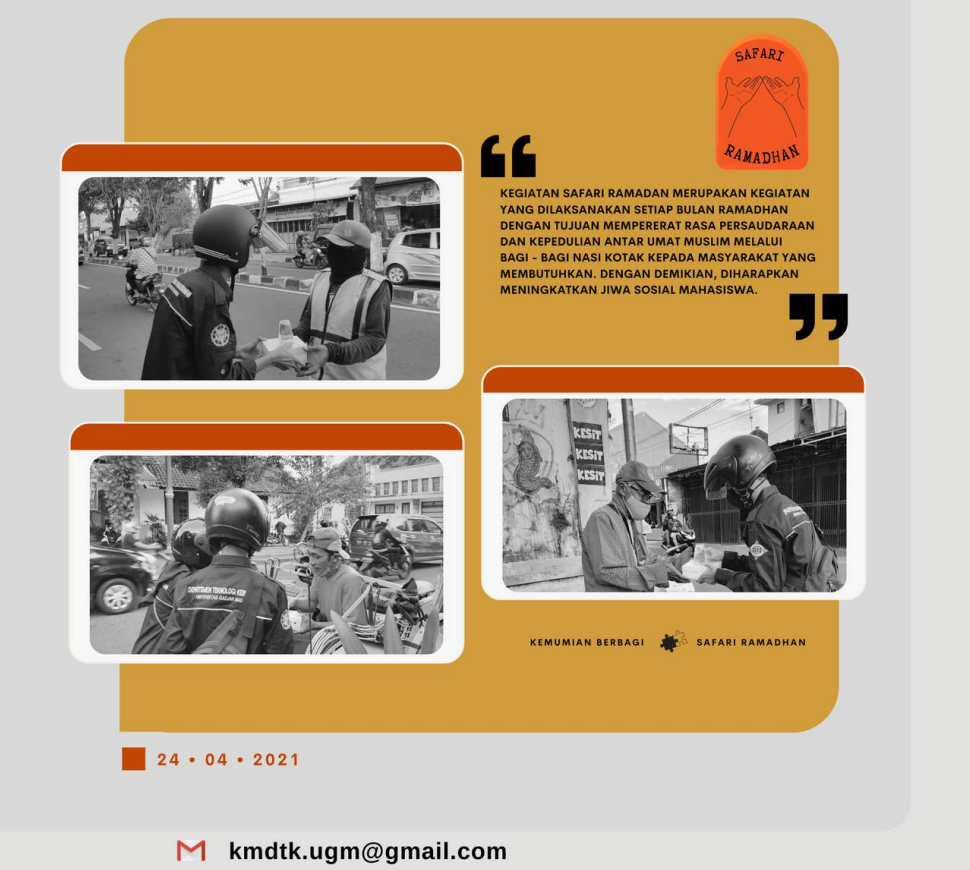 SAFARI
RAMADHAN
KEGIATAN SAFARI RAMADAN MERUPAKAN KEGIATAN
YANG DILAKSANAKAN SETIAP BULAN RAMADHAN
DENGAN TUJUAN MEMPERERAT RASA PERSAUDARAAN
DAN KEPEDULIAN ANTAR UMAT MUSLIM MELALUI
BAGI - BAGI NASI KOTAK KEPADA MASYARAKAT YANG
MEMBUTUHKAN. DENGAN DEMIKIAN, DIHARAPKAN
MENINGKATKAN JIWA SOSIAL MAHASISWA.
KESiT
KESiT
KESiT
DEPARTEMEN TEKNOLOGI
UNIVERSITAS GADJAH
KEMUMIAN BERBAGI SAFARI RAMADHAN
24 • 04 • 2021
kmdtk.ugm@gmail.com